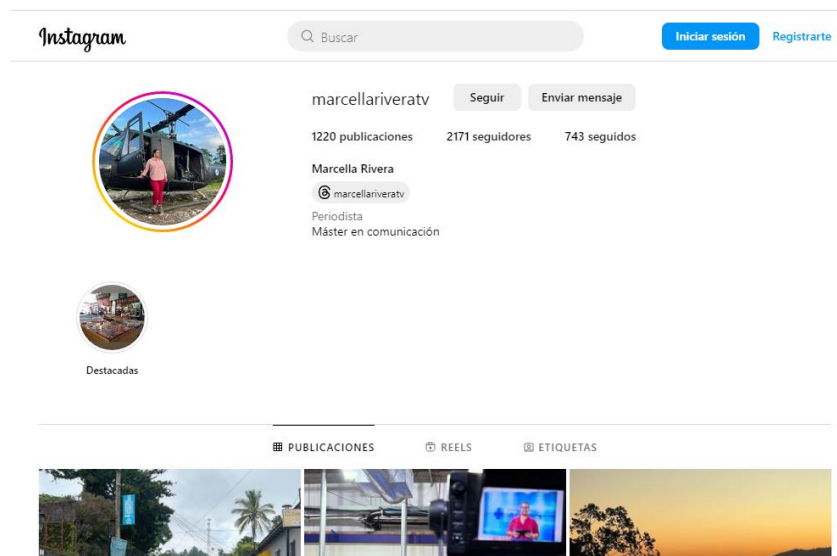 Instagram
Buscar
Iniciar sesión
Registrarte
marcellariveratv
Seguir
Enviar mensaje
1220 publicaciones 2171 seguidores 743 seguidos
Marcella Rivera
marcellariveratv
Periodista
Máster en comunicación
Destacadas
PUBLICACIONES
REELS
ETIQUETAS